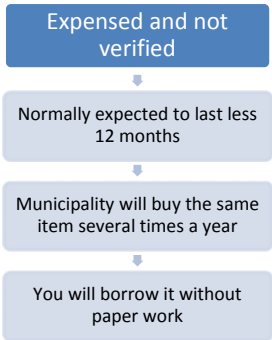 Expensed and not
verified
Normally expected to last less
12 months
Municipality will buy the same
item several times a year
You will borrow it without
paper work